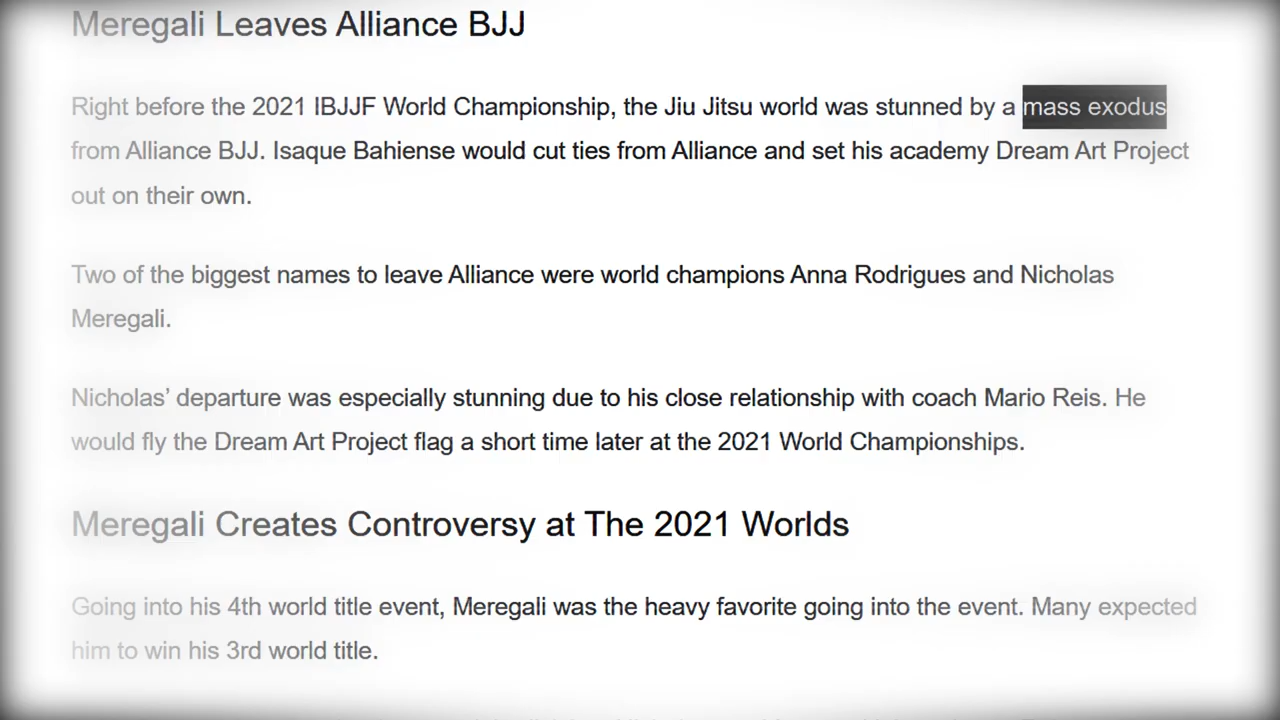 Meregali Leaves Alliance BJJ
Right before the 2021 IBJJF World Championship, the Jiu Jitsu world was stunned by a mass exodus
from Alliance BJJ. Isaque Bahiense would cut ties from Alliance and set his academy Dream Art Project
out on their own.
Two of the biggest names to leave Alliance were world champions Anna Rodrigues and Nicholas
Meregali.
Nicholas’ departure was especially stunning due to his close relationship with coach Mario Reis. He
would fly the Dream Art Project flag a short time later at the 2021 World Championships.
Meregali Creates Controversy at The 2021 Worlds
Going into his 4th world title event, Meregali was the heavy favorite going into the event. Many expected
him to win his 3rd world title.